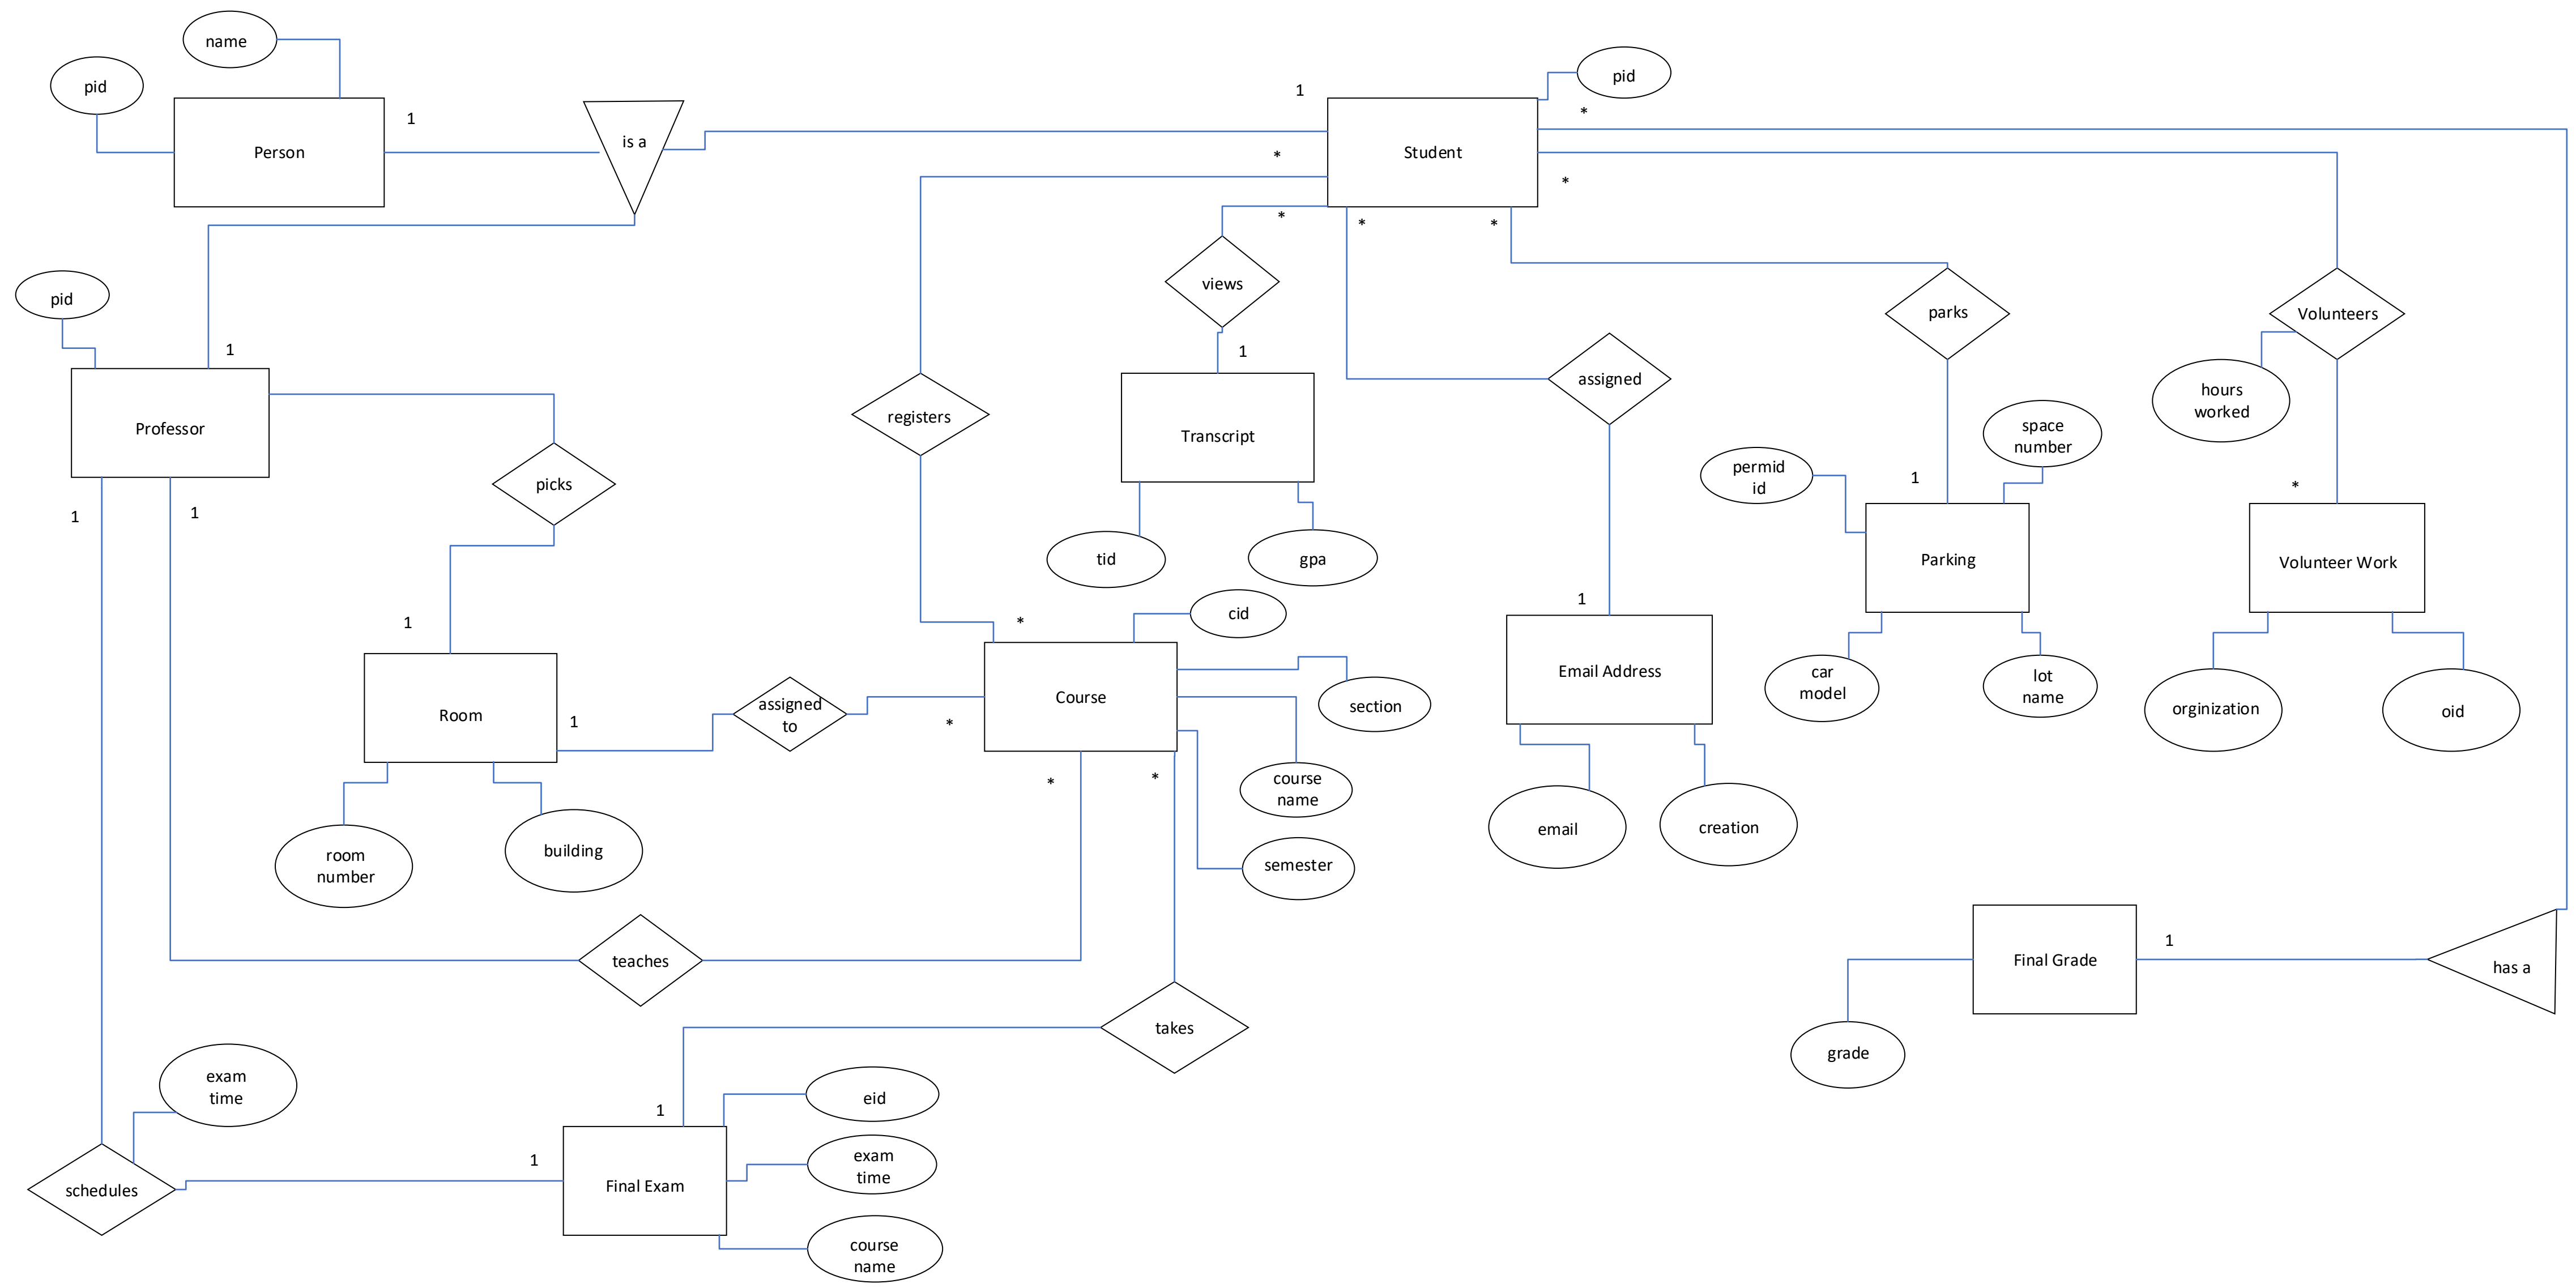 name
pid
pid
1
1
*
Person
is a
*
Student
*
*
*
*
views
pid
1
1
parks
Volunteers
assigned
hours
worked
registers
Professor
Transcript
space
number
permid
id
picks
1
*
1
1
tid
gpa
Parking
Volunteer Work
1
cid
1
*
Email Address
car
model
lot
name
Room
1
assigned
to
*
Course
section
orginization
oid
*
*
course
name
email
creation
room
number
building
semester
teaches
Final Grade
1
has a
takes
grade
exam
time
1
eid
schedules
1
Final Exam
exam
time
course
name